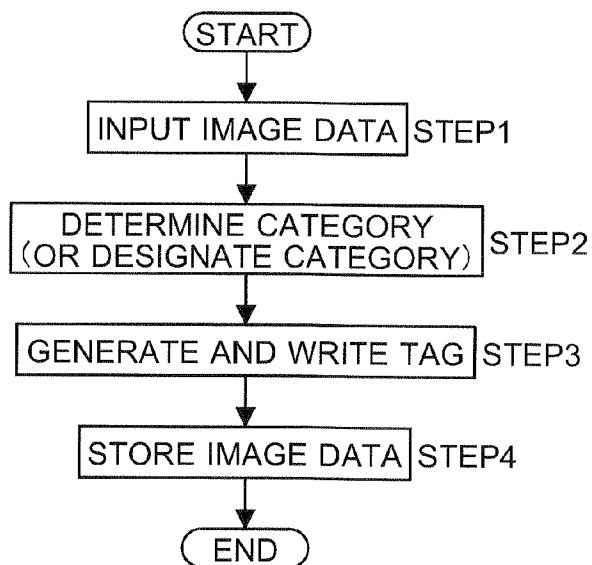 START
INPUT IMAGE DATA STEP1
DETERMINE CATEGORY
(OR DESIGNATE CATEGORY) STEP2
GENERATE AND WRITE TAG STEP3
STORE IMAGE DATA STEP4
END